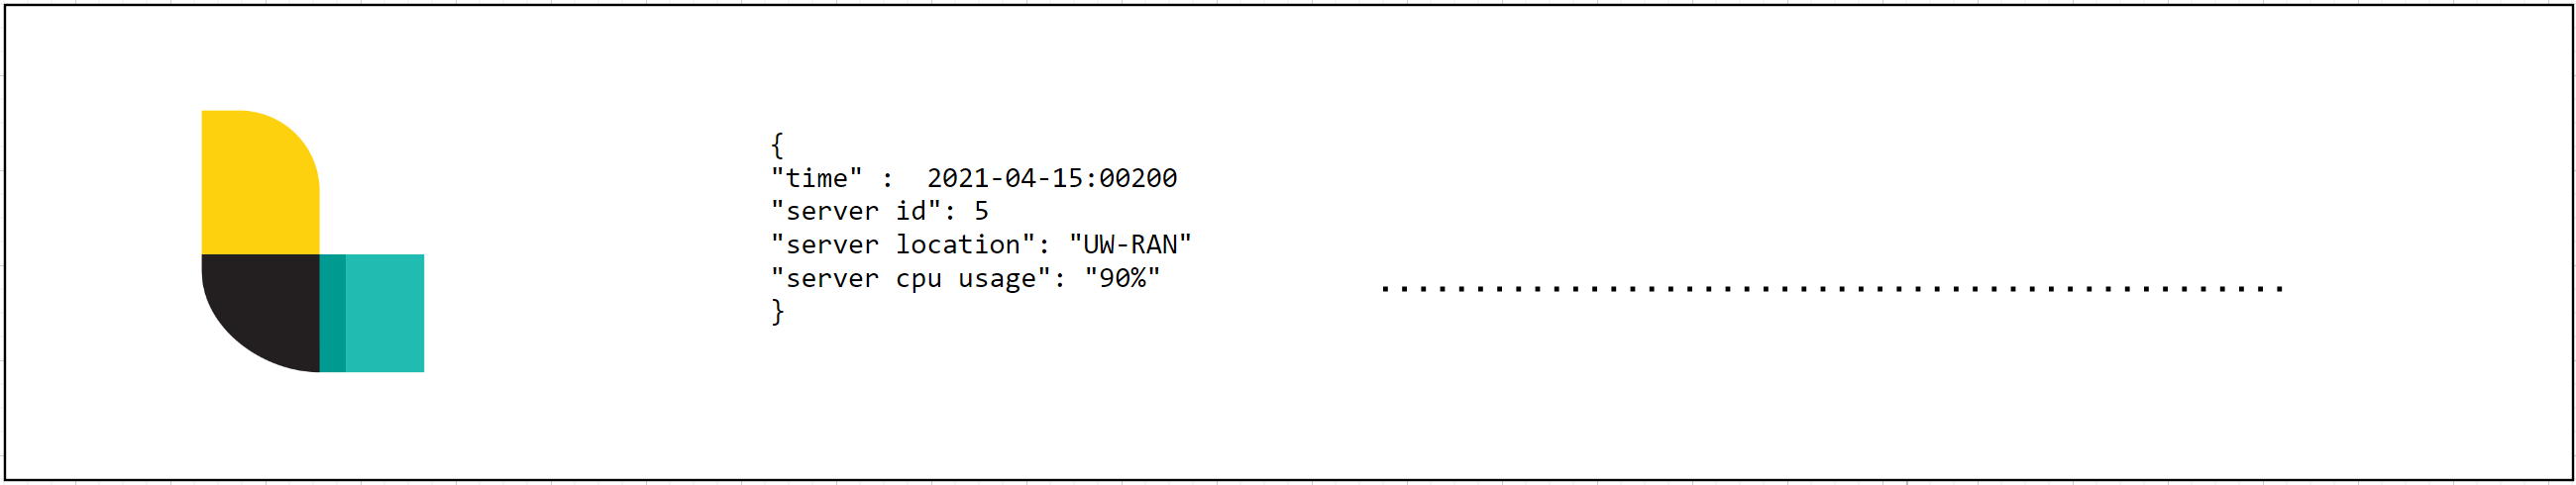 {
"time" :  2021-04-15:00200
"server id": 5
"server location": "UW-RAN"
"server cpu usage": "90%"
}
................................................